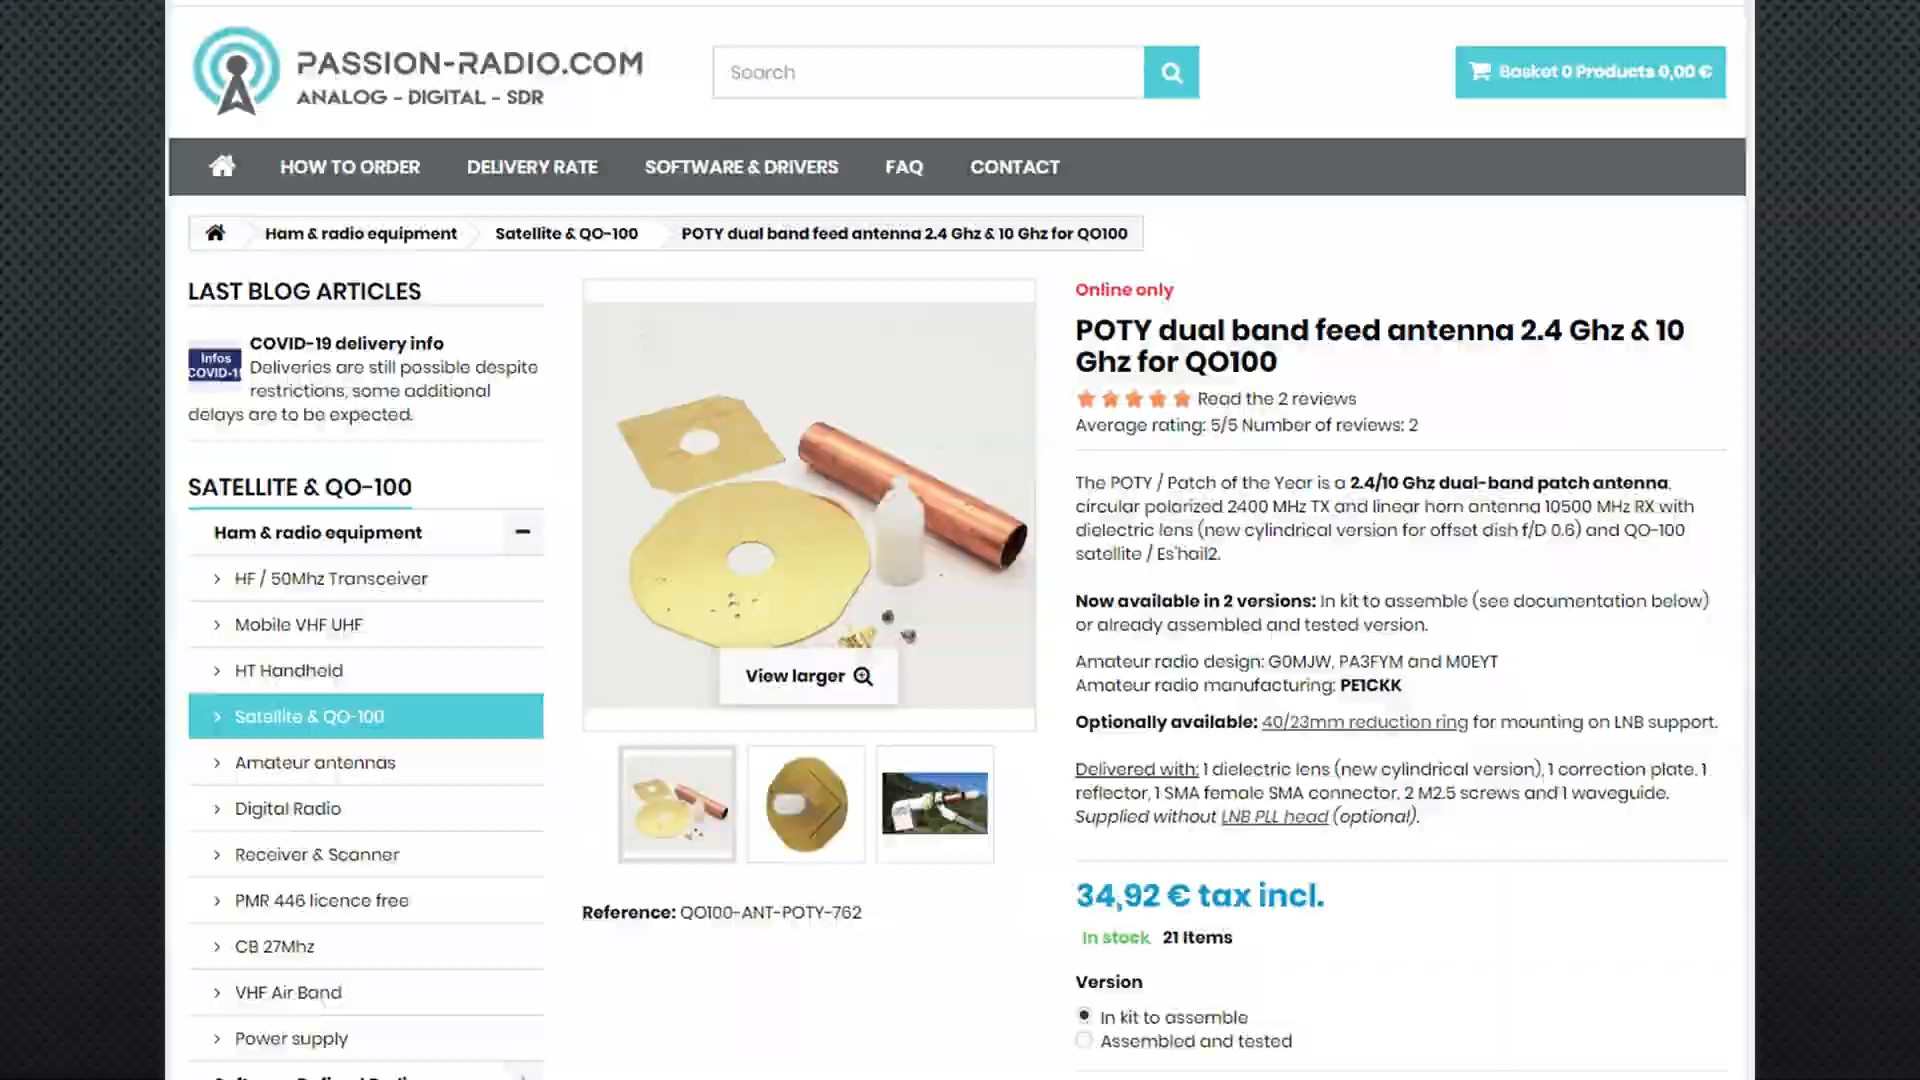 PASSION-RADIO.COM
ANALOG - DIGITAL - SDR
Search
Basket 0 Products 0,00 €
HOW TO ORDER
DELIVERY RATE
SOFTWARE & DRIVERS
FAQ
CONTACT
Ham & radio equipment
Satellite & QO-100
POTY dual band feed antenna 2.4 Ghz & 10 Ghz for QO100
LAST BLOG ARTICLES
Infos
COVID-19
COVID-19 delivery info
Deliveries are still possible despite
restrictions, some additional
delays are to be expected.
SATELLITE & QO-100
Ham & radio equipment
HF / 50Mhz Transceiver
Mobile VHF UHF
HT Handheld
Satellite & QO-100
Amateur antennas
Digital Radio
Receiver & Scanner
PMR 446 licence free
CB 27Mhz
VHF Air Band
Power supply
View larger
Reference: QO100-ANT-POTY-762
Online only
POTY dual band feed antenna 2.4 Ghz & 10
Ghz for QO100
Read the 2 reviews
Average rating: 5/5 Number of reviews: 2
The POTY / Patch of the Year is a 2.4/10 Ghz dual-band patch antenna,
circular polarized 2400 MHz TX and linear horn antenna 10500 MHz RX with
dielectric lens (new cylindrical version for offset dish f/D 0.6) and QO-100
satellite / Es'hail2.
Now available in 2 versions: In kit to assemble (see documentation below)
or already assembled and tested version.
Amateur radio design: G0MJW, PA3FYM and M0EYT
Amateur radio manufacturing: PE1CKK
Optionally available: 40/23mm reduction ring for mounting on LNB support.
Delivered with: 1 dielectric lens (new cylindrical version), 1 correction plate, 1
reflector, 1 SMA female SMA connector, 2 M2.5 screws and 1 waveguide.
Supplied without LNB PLL head (optional).
34,92 € tax incl.
In stock 21 Items
Version
In kit to assemble
Assembled and tested